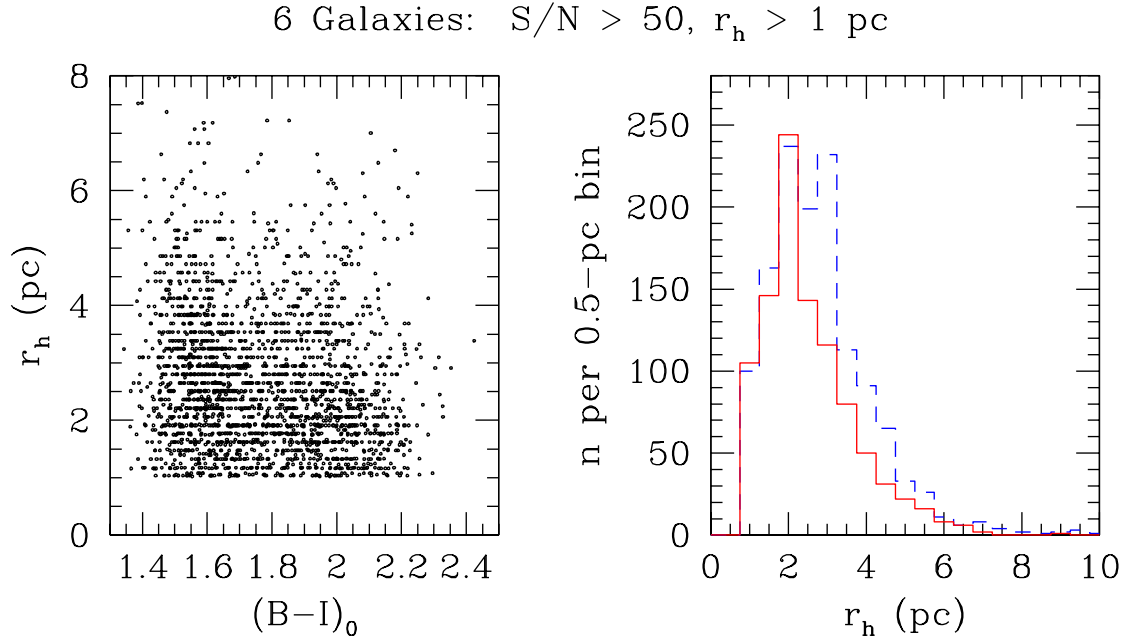 6 Galaxies: S/N > 50, r_h > 1 pc
8
6
4
2
0
r_h (pc)
1.4 1.6 1.8 2 2.2 2.4
(B−I)_0
250
200
150
100
50
0
n per 0.5−pc bin
0 2 4 6 8 10
r_h (pc)